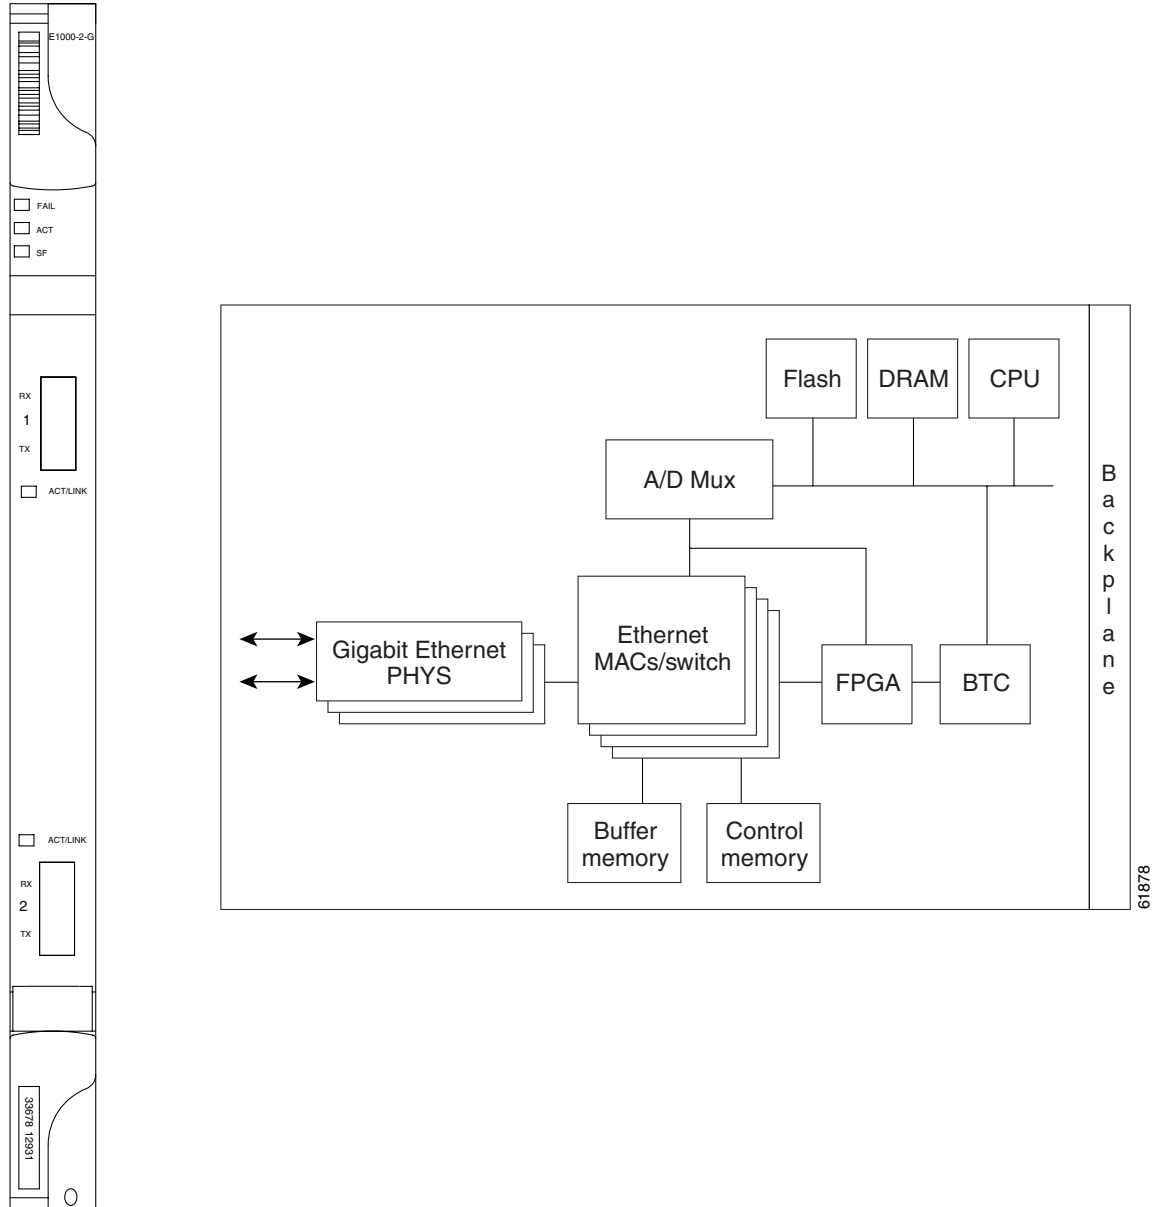 E1000-2-G
FAIL
ACT
SF
RX
1
TX
ACT/LINK
ACT/LINK
RX
2
TX
33678 12931
Flash
DRAM
CPU
A/D Mux
Ethernet
MACs/switch
Gigabit Ethernet
PHYS
FPGA
BTC
Buffer
memory
Control
memory
Backplane
61878